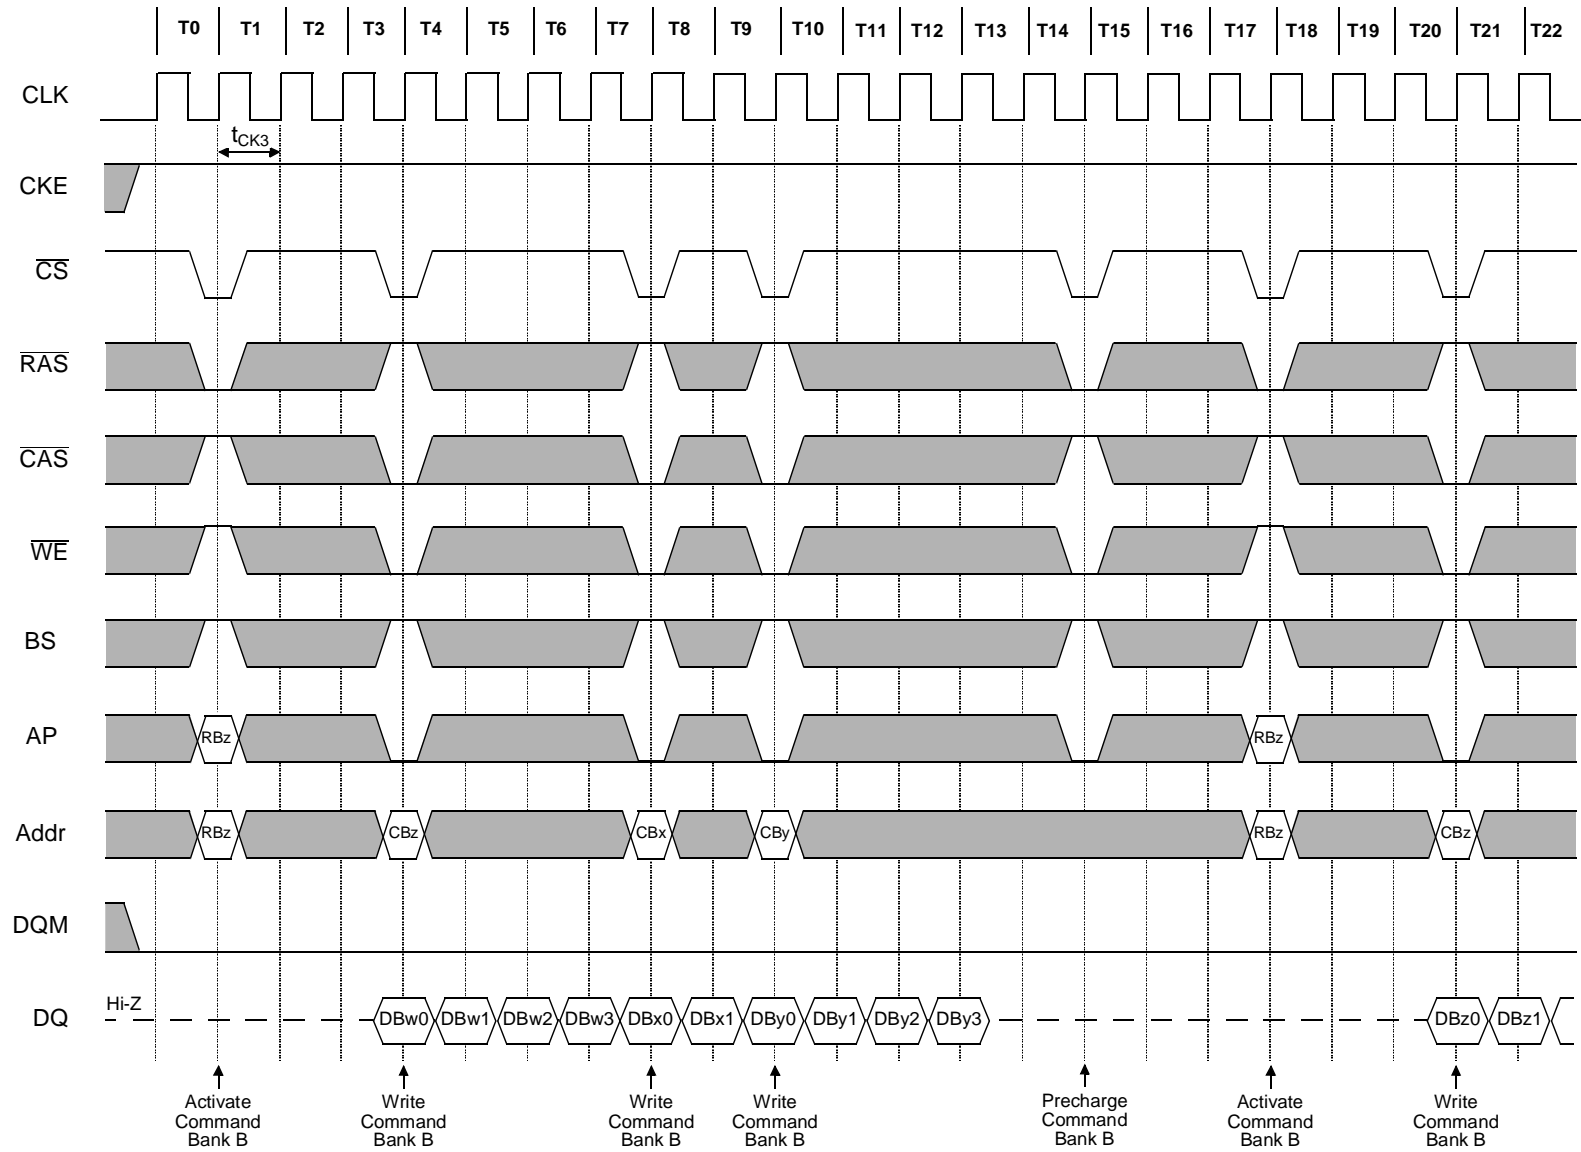 T0 T1 T2 T3 T4 T5 T6 T7 T8 T9 T10 T11 T12 T13 T14 T15 T16 T17 T18 T19 T20 T21 T22
CLK
tCK3
CKE
CS
RAS
CAS
WE
BS
AP RBz RBz
Addr RBz CBz CBx CBy RBz CBz
DQM
Hi-Z
DQ DBw0 DBw1 DBw2 DBw3 DBx0 DBx1 DBy0 DBy1 DBy2 DBy3 DBz0 DBz1
Activate
Command
Bank B
Write
Command
Bank B
Write
Command
Bank B
Write
Command
Bank B
Precharge
Command
Bank B
Activate
Command
Bank B
Write
Command
Bank B